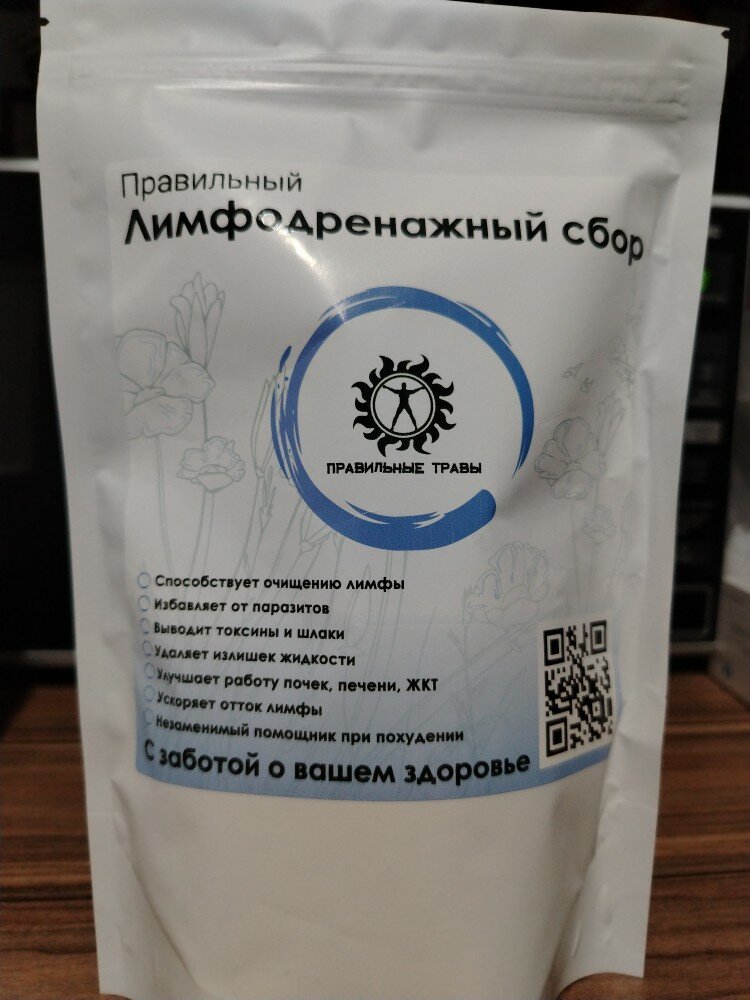 Правильный
Лимфодренажный сбор
ПРАВИЛЬНЫЕ ТРАВЫ
Способствует очищению лимфы
Избавляет от паразитов
Выводит токсины и шлаки
Удаляет излишек жидкости
Улучшает работу почек, печени, ЖКТ
Ускоряет отток лимфы
Незаменимый помощник при похудении
С заботой о вашем здоровье